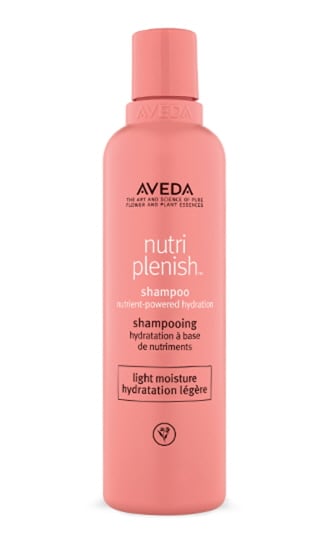 AVEDA
AVEDA
THE ART AND SCIENCE OF PURE
FLOWER AND PLANT ESSENCES
nutri
plenish™
shampoo
nutrient-powered hydration
shampooing
hydratation à base
de nutriments
light moisture
hydratation légère